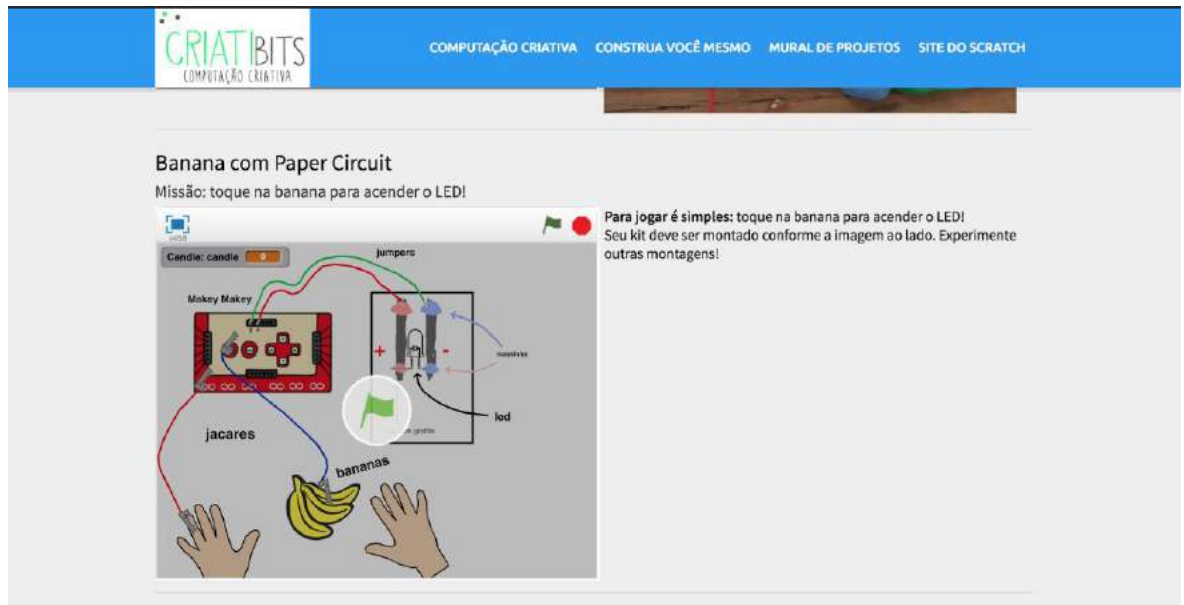 CRIATIBITS
COMPUTAÇÃO CRIATIVA
COMPUTAÇÃO CRIATIVA CONSTRUA VOCÊ MESMO MURAL DE PROJETOS SITE DO SCRATCH
Banana com Paper Circuit
Missão: toque na banana para acender o LED!
Para jogar é simples: toque na banana para acender o LED!
Seu kit deve ser montado conforme a imagem ao lado. Experimente
outras montagens!
Candle: candle 0
jumpers
Makey Makey
+ -
massinha
led
grafite
jacares
bananas